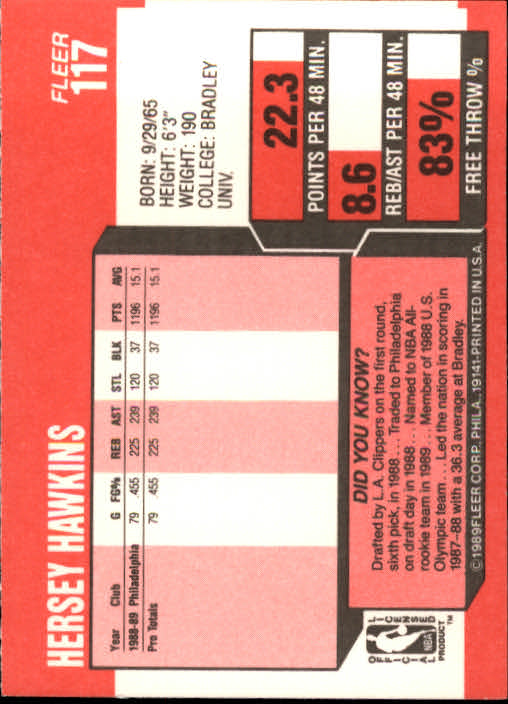 HERSEY HAWKINS
FLEER
117
Year Club G FG% REB AST STL BLK PTS AVG
1988-89 Philadelphia 79 .455 225 239 120 37 1196 15.1
Pro Totals 79 .455 225 239 120 37 1196 15.1
BORN: 9/29/65
HEIGHT: 6'3"
WEIGHT: 190
COLLEGE: BRADLEY
UNIV.
22.3
POINTS PER 48 MIN.
8.6
REB/AST PER 48 MIN.
83%
FREE THROW %
DID YOU KNOW?
Drafted by L.A. Clippers on the first round,
sixth pick, in 1988 . . . Traded to Philadelphia
on draft day in 1988 . . . Named to NBA All-
rookie team in 1989 . . . Member of 1988 U.S.
Olympic team . . . Led the nation in scoring in
1987-88 with a 36.3 average at Bradley.
OFFICIAL
NBA
LICENSED
PRODUCT™
©1989FLEER CORP. PHILA., 19141-PRINTED IN U.S.A.